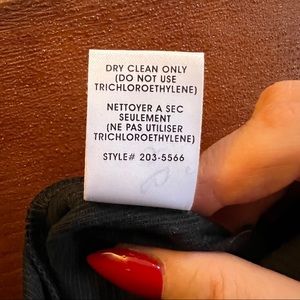 DRY CLEAN ONLY
(DO NOT USE
TRICHLOROETHYLENE)
NETTOYER A SEC
SEULEMENT
(NE PAS UTILISER
TRICHLOROETHYLENE)
STYLE# 203-5566